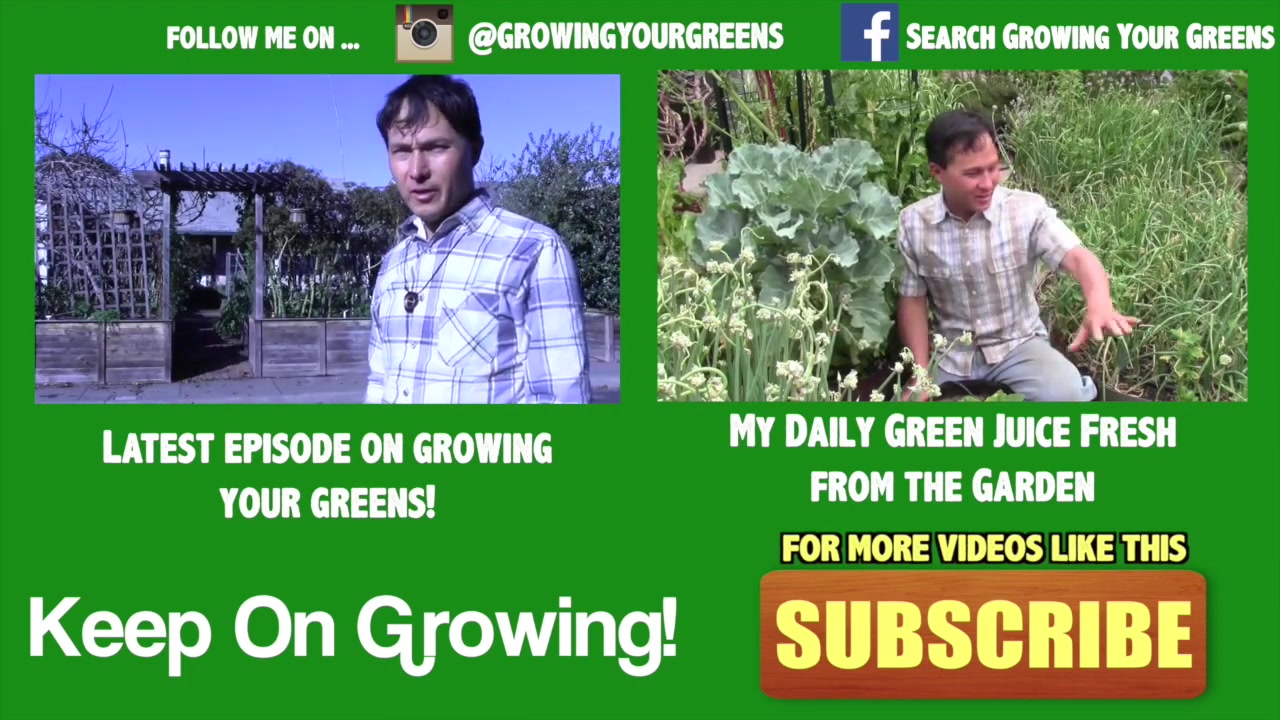 FOLLOW ME ON ...
@GROWINGYOURGREENS
SEARCH GROWING YOUR GREENS
LATEST EPISODE ON GROWING
YOUR GREENS!
MY DAILY GREEN JUICE FRESH
FROM THE GARDEN
FOR MORE VIDEOS LIKE THIS
SUBSCRIBE
Keep On Growing!